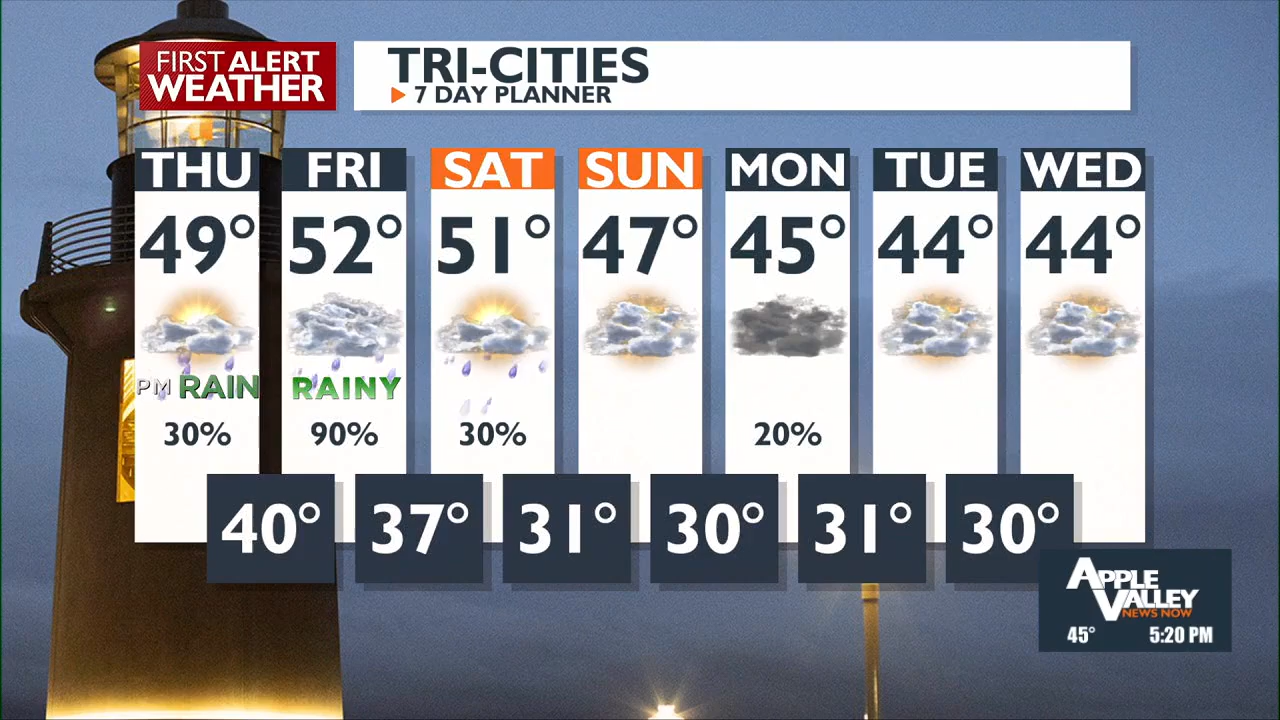 FIRST ALERT
WEATHER
TRI-CITIES
7 DAY PLANNER
THU FRI SAT SUN MON TUE WED
49° 52° 51° 47° 45° 44° 44°
PM RAIN RAINY
30% 90% 30% 20%
40° 37° 31° 30° 31° 30°
APPLE
VALLEY
NEWS NOW
45° 5:20 PM